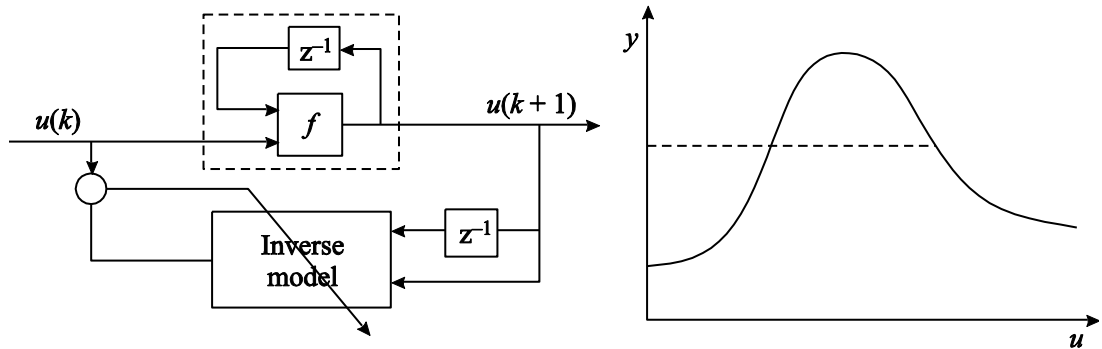 z⁻¹
u(k)
f
u(k + 1)
z⁻¹
Inverse
model
y
u